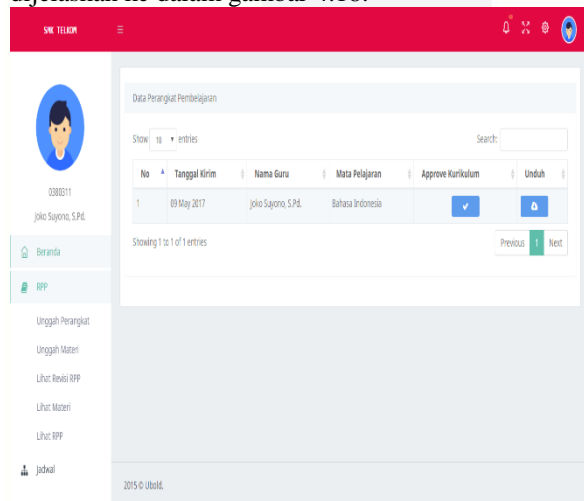 dijelaskan ke dalam gambar 4.18.
SMK TELKOM
Data Perangkat Pembelajaran
Show 10 entries Search:
No Tanggal Kirim Nama Guru Mata Pelajaran Approve Kurikulum Unduh
1 09 May 2017 Joko Suyono, S.Pd. Bahasa Indonesia
Showing 1 to 1 of 1 entries Previous 1 Next
0380311
Joko Suyono, S.Pd.
Beranda
RPP
Unggah Perangkat
Unggah Materi
Lihat Revisi RPP
Lihat Materi
Lihat RPP
Jadwal
2015 © Ubold.